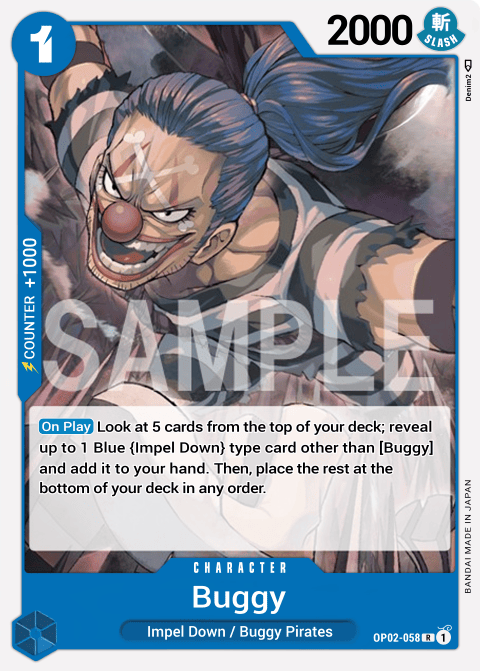 1
2000
斬
SLASH
Denim2
COUNTER +1000
SAMPLE
On Play Look at 5 cards from the top of your deck; reveal
up to 1 Blue {Impel Down} type card other than [Buggy]
and add it to your hand. Then, place the rest at the
bottom of your deck in any order.
BANDAI MADE IN JAPAN
CHARACTER
Buggy
Impel Down / Buggy Pirates
OP02-058 R 1